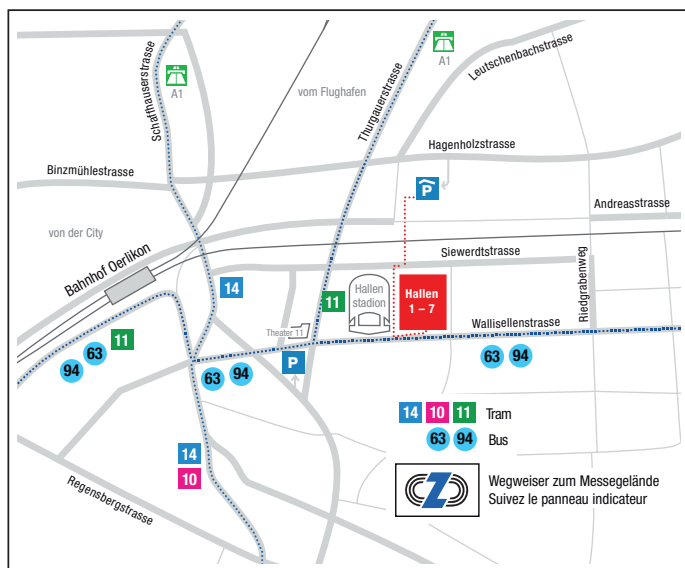 Schaffhauserstrasse
A1
vom Flughafen
Thurgauerstrasse
A1
Leutschenbachstrasse
Hagenholzstrasse
Binzmühlestrasse
P
Andreasstrasse
von der City
Bahnhof Oerlikon
Siewerdtstrasse
14
11
Hallen
stadion
Hallen
1 – 7
Riedgrabenweg
Theater 11
Wallisellenstrasse
11
63
94
P
63 94
63 94
14 10 11 Tram
63 94 Bus
14
10
Regensbergstrasse
Z
Wegweiser zum Messegelände
Suivez le panneau indicateur